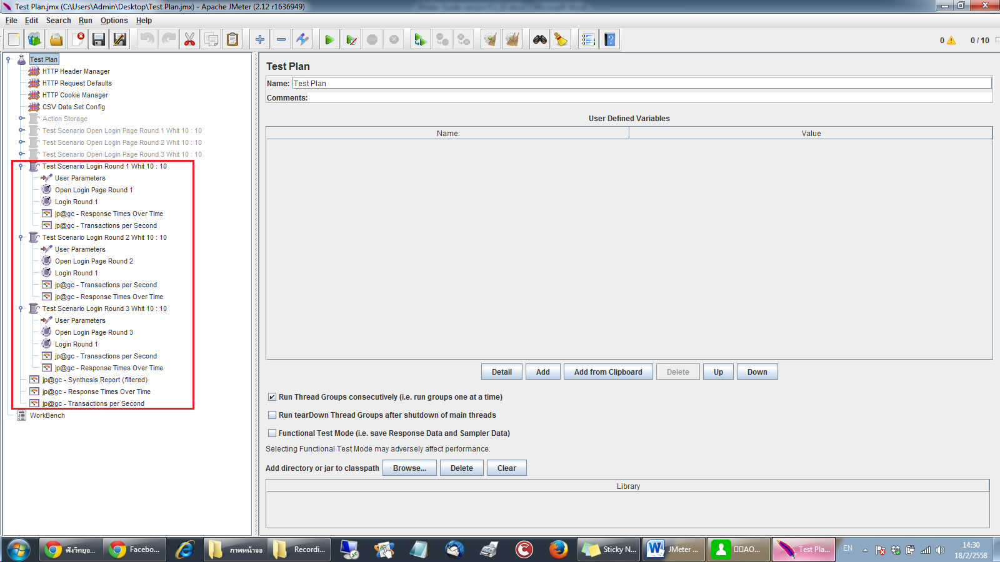 Test Plan.jmx (C:\Users\Admin\Desktop\Test Plan.jmx) - Apache JMeter (2.12 r1636949)
File Edit Search Run Options Help
0 0 / 10
Test Plan
HTTP Header Manager
HTTP Request Defaults
HTTP Cookie Manager
CSV Data Set Config
Action Storage
Test Scenario Open Login Page Round 1 Whit 10 : 10
Test Scenario Open Login Page Round 2 Whit 10 : 10
Test Scenario Open Login Page Round 3 Whit 10 : 10
Test Scenario Login Round 1 Whit 10 : 10
User Parameters
Open Login Page Round 1
Login Round 1
jp@gc - Response Times Over Time
jp@gc - Transactions per Second
Test Scenario Login Round 2 Whit 10 : 10
User Parameters
Open Login Page Round 2
Login Round 1
jp@gc - Transactions per Second
jp@gc - Response Times Over Time
Test Scenario Login Round 3 Whit 10 : 10
User Parameters
Open Login Page Round 3
Login Round 1
jp@gc - Transactions per Second
jp@gc - Response Times Over Time
jp@gc - Synthesis Report (filtered)
jp@gc - Response Times Over Time
jp@gc - Transactions per Second
WorkBench
Test Plan
Name: Test Plan
Comments:
User Defined Variables
Name: Value
Detail Add Add from Clipboard Delete Up Down
Run Thread Groups consecutively (i.e. run groups one at a time)
Run tearDown Thread Groups after shutdown of main threads
Functional Test Mode (i.e. save Response Data and Sampler Data)
Selecting Functional Test Mode may adversely affect performance.
Add directory or jar to classpath Browse... Delete Clear
Library
ฟังวิทยุอ... Facebo... ภาพหน้าจอ Recordi... Sticky N... JMeter ... AO... Test Pla... EN
14:30
18/2/2558